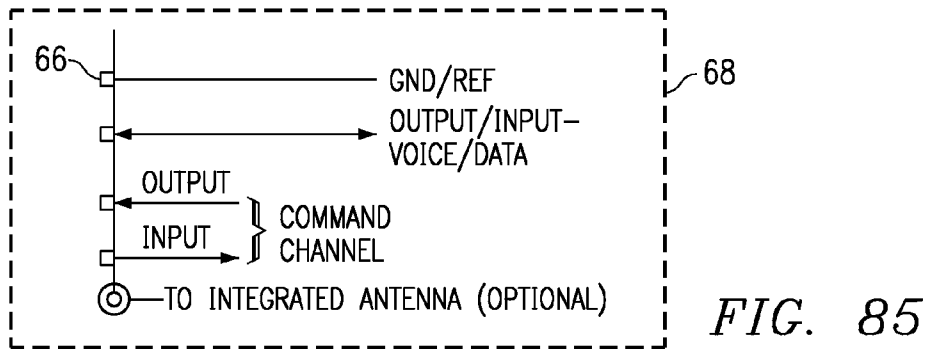 66
GND/REF
68
OUTPUT/INPUT-
VOICE/DATA
OUTPUT
INPUT
COMMAND
CHANNEL
TO INTEGRATED ANTENNA (OPTIONAL)
FIG. 85